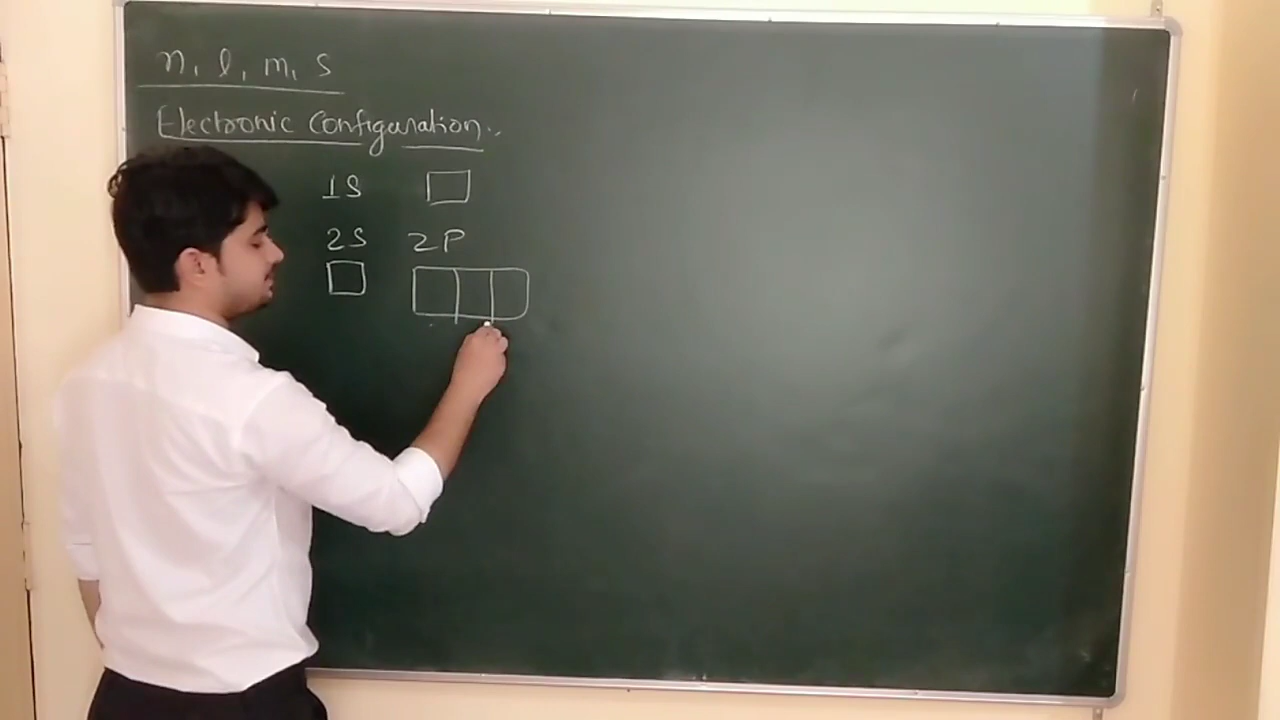 n, l, m, s
Electronic Configuration:,
1S
2S 2P